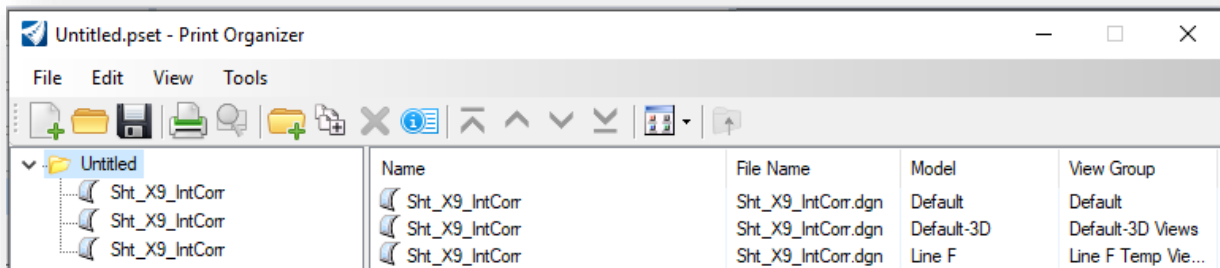 Untitled.pset - Print Organizer
File Edit View Tools
Untitled
Sht_X9_IntCorr
Sht_X9_IntCorr
Sht_X9_IntCorr
Name File Name Model View Group
Sht_X9_IntCorr Sht_X9_IntCorr.dgn Default Default
Sht_X9_IntCorr Sht_X9_IntCorr.dgn Default-3D Default-3D Views
Sht_X9_IntCorr Sht_X9_IntCorr.dgn Line F Line F Temp Vie...